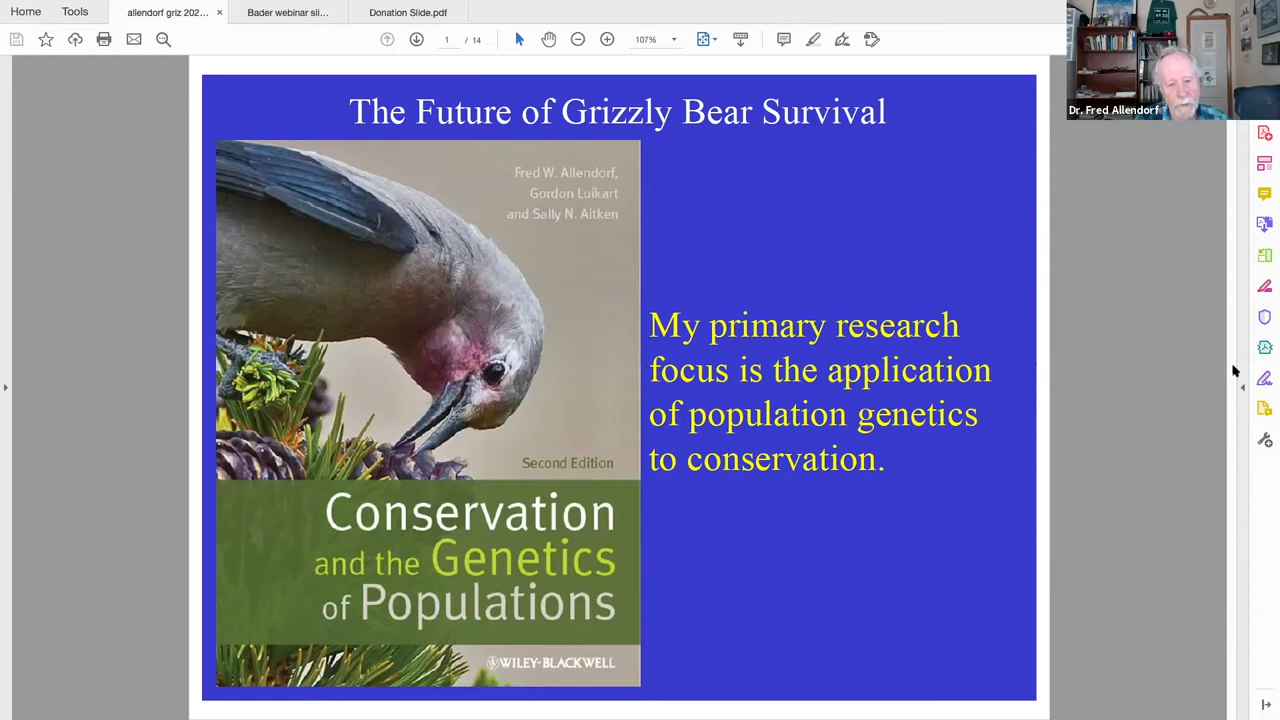 Home
Tools
allendorf griz 202...
×
Bader webinar sli...
Donation Slide.pdf
1 / 14
107%
The Future of Grizzly Bear Survival
Fred W. Allendorf,
Gordon Luikart
and Sally N. Aitken
My primary research
focus is the application
of population genetics
to conservation.
Second Edition
Conservation
and the Genetics
of Populations
WILEY-BLACKWELL
Dr. Fred Allendorf